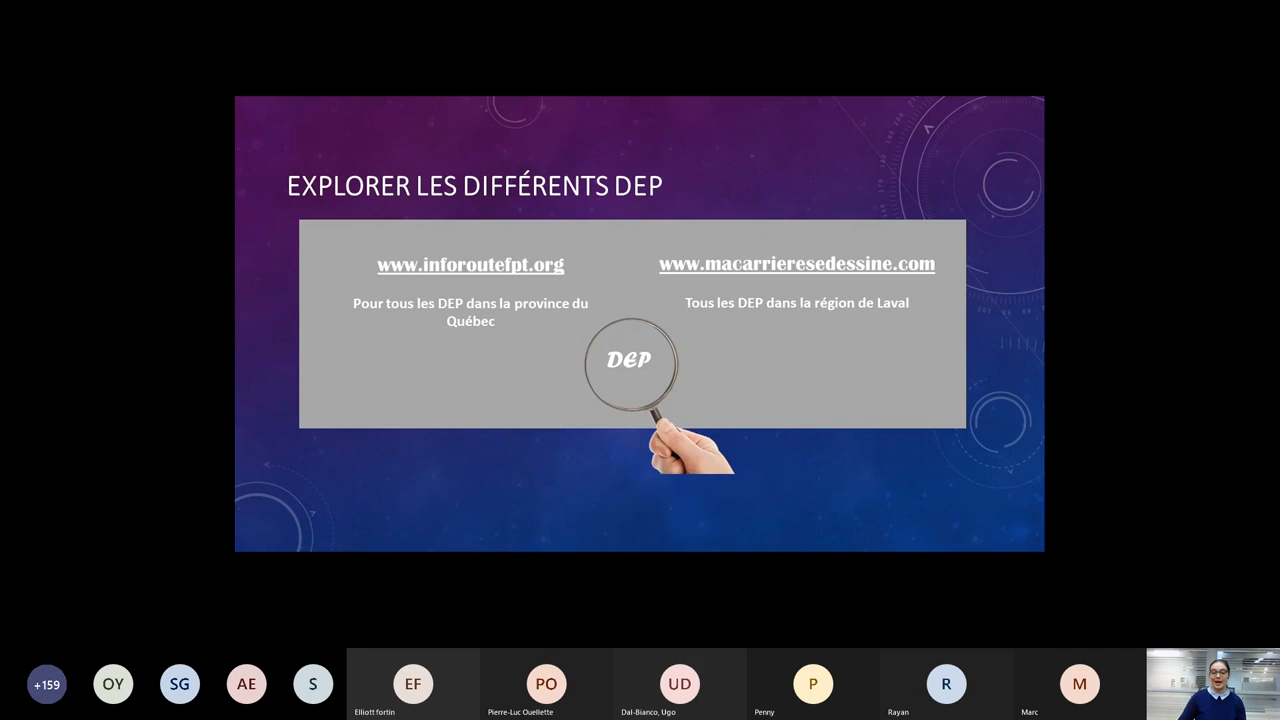 EXPLORER LES DIFFÉRENTS DEP
www.inforoutefpt.org
Pour tous les DEP dans la province du
Québec
www.macarrieresedessine.com
Tous les DEP dans la région de Laval
DEP
+159
OY
SG
AE
S
EF
Elliott fortin
PO
Pierre-Luc Ouellette
UD
Dal-Bianco, Ugo
P
Penny
R
Rayan
M
Marc